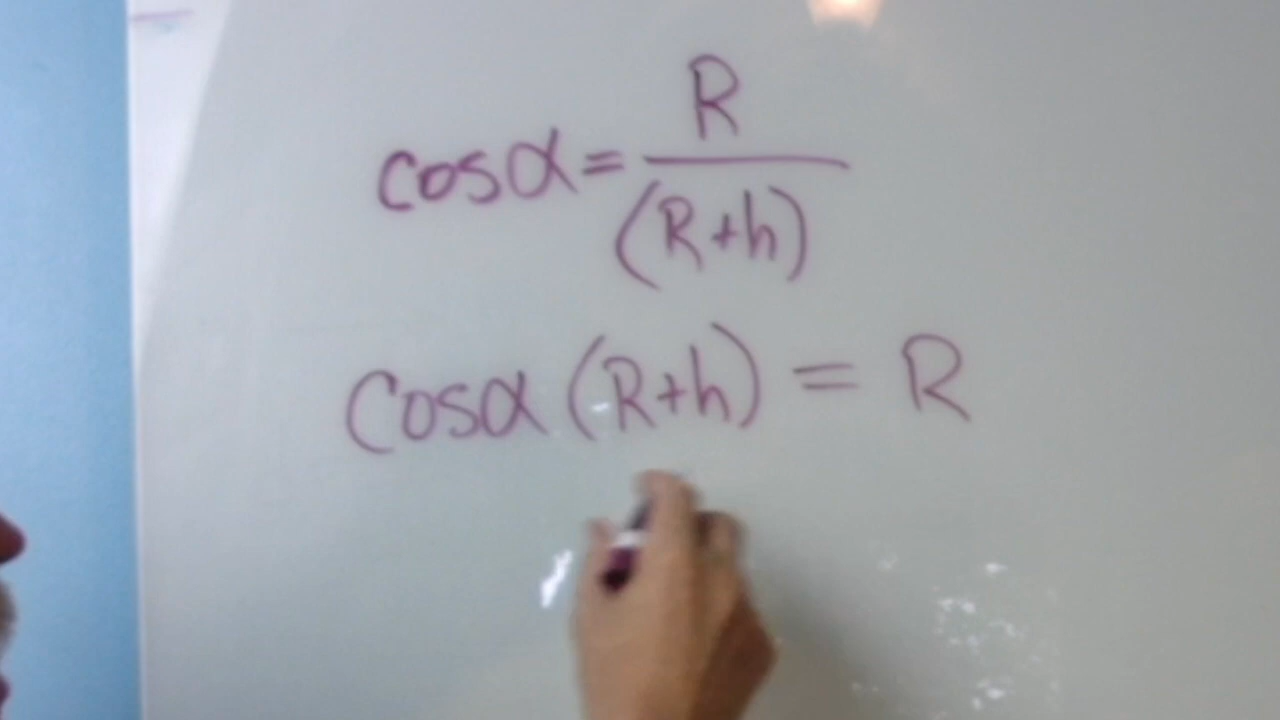 cosα = R/(R+h)
Cosα (R+h) = R